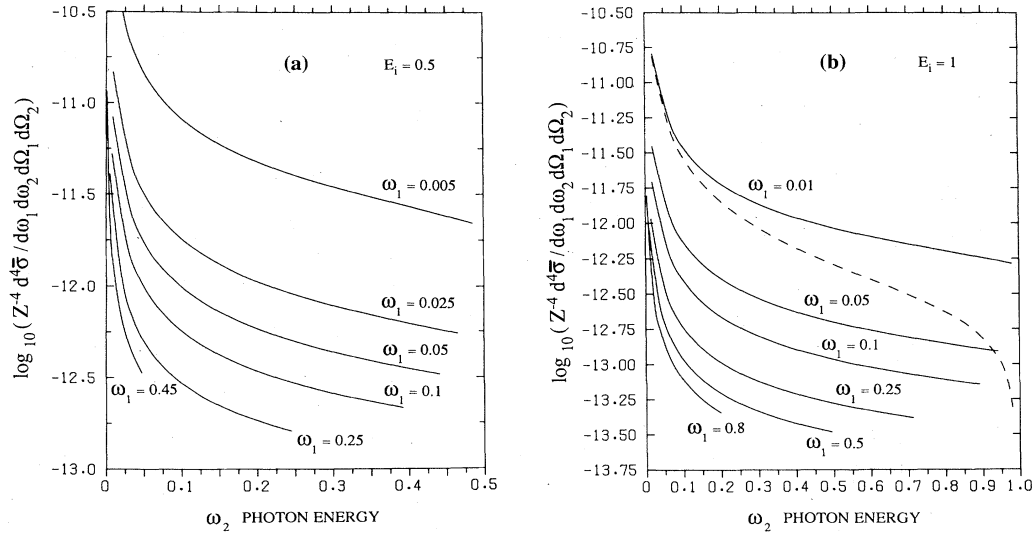 (a)
E_i = 0.5
log 10 ( Z^-4 d^4 σ̅ / dω_1 dω_2 dΩ_1 dΩ_2 )
-10.5
-11.0
-11.5
-12.0
-12.5
-13.0
ω_1 = 0.005
ω_1 = 0.025
ω_1 = 0.05
ω_1 = 0.1
ω_1 = 0.25
ω_1 = 0.45
0 0.1 0.2 0.3 0.4 0.5
ω_2 PHOTON ENERGY
(b)
E_i = 1
log 10 ( Z^-4 d^4 σ̅ / dω_1 dω_2 dΩ_1 dΩ_2 )
-10.50
-10.75
-11.00
-11.25
-11.50
-11.75
-12.00
-12.25
-12.50
-12.75
-13.00
-13.25
-13.50
-13.75
ω_1 = 0.01
ω_1 = 0.05
ω_1 = 0.1
ω_1 = 0.25
ω_1 = 0.5
ω_1 = 0.8
0 0.1 0.2 0.3 0.4 0.5 0.6 0.7 0.8 0.9 1.0
ω_2 PHOTON ENERGY